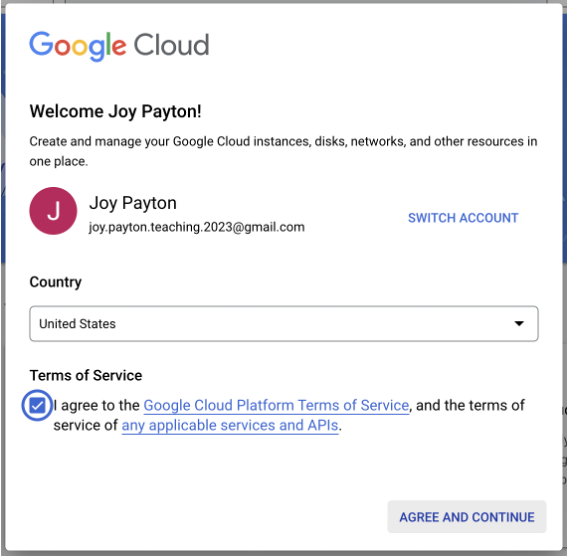 Google Cloud
Welcome Joy Payton!
Create and manage your Google Cloud instances, disks, networks, and other resources in
one place.
J
Joy Payton
joy.payton.teaching.2023@gmail.com
SWITCH ACCOUNT
Country
United States
Terms of Service
I agree to the Google Cloud Platform Terms of Service, and the terms of
service of any applicable services and APIs.
AGREE AND CONTINUE